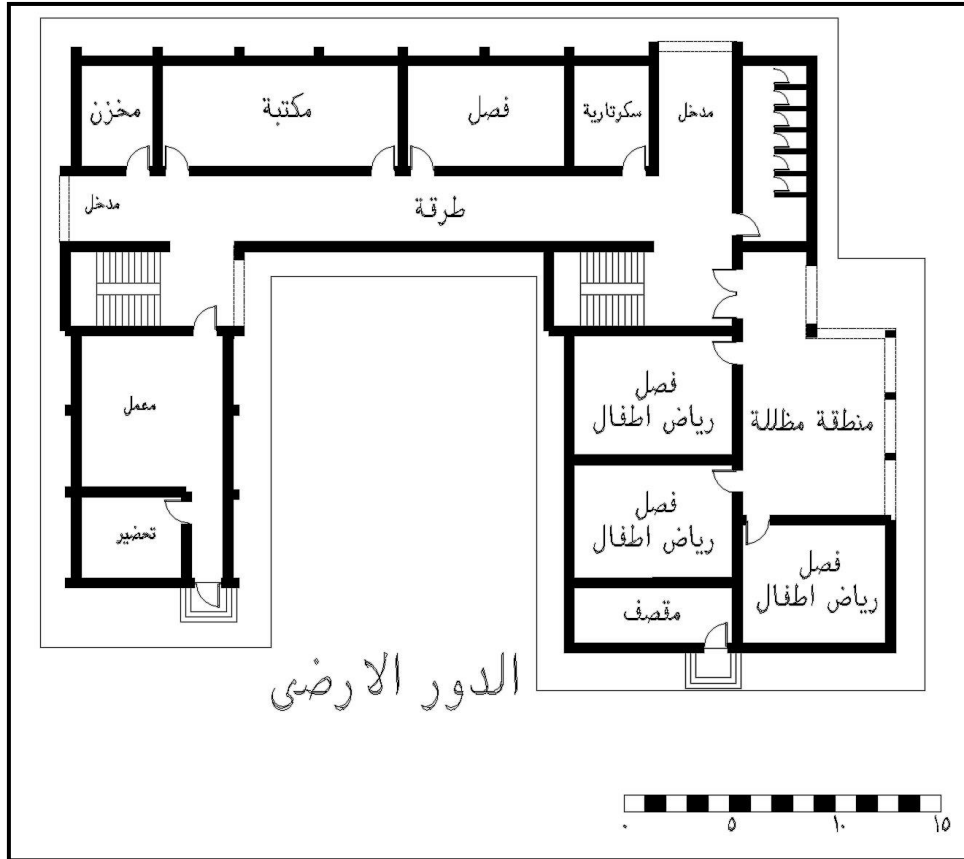 مدخل
سكرتارية
فصل
مكتبة
مخزن
طرقة
مدخل
فصل
رياض اطفال
منطقة مظللة
معمل
فصل
رياض اطفال
تحضير
فصل
رياض اطفال
مقصف
الدور الارضى
٠ ٥ ١٠ ١٥